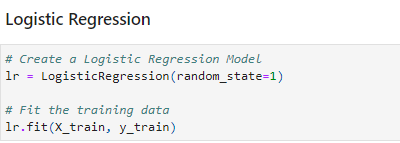 Logistic Regression
# Create a Logistic Regression Model
lr = LogisticRegression(random_state=1)
# Fit the training data
lr.fit(X_train, y_train)